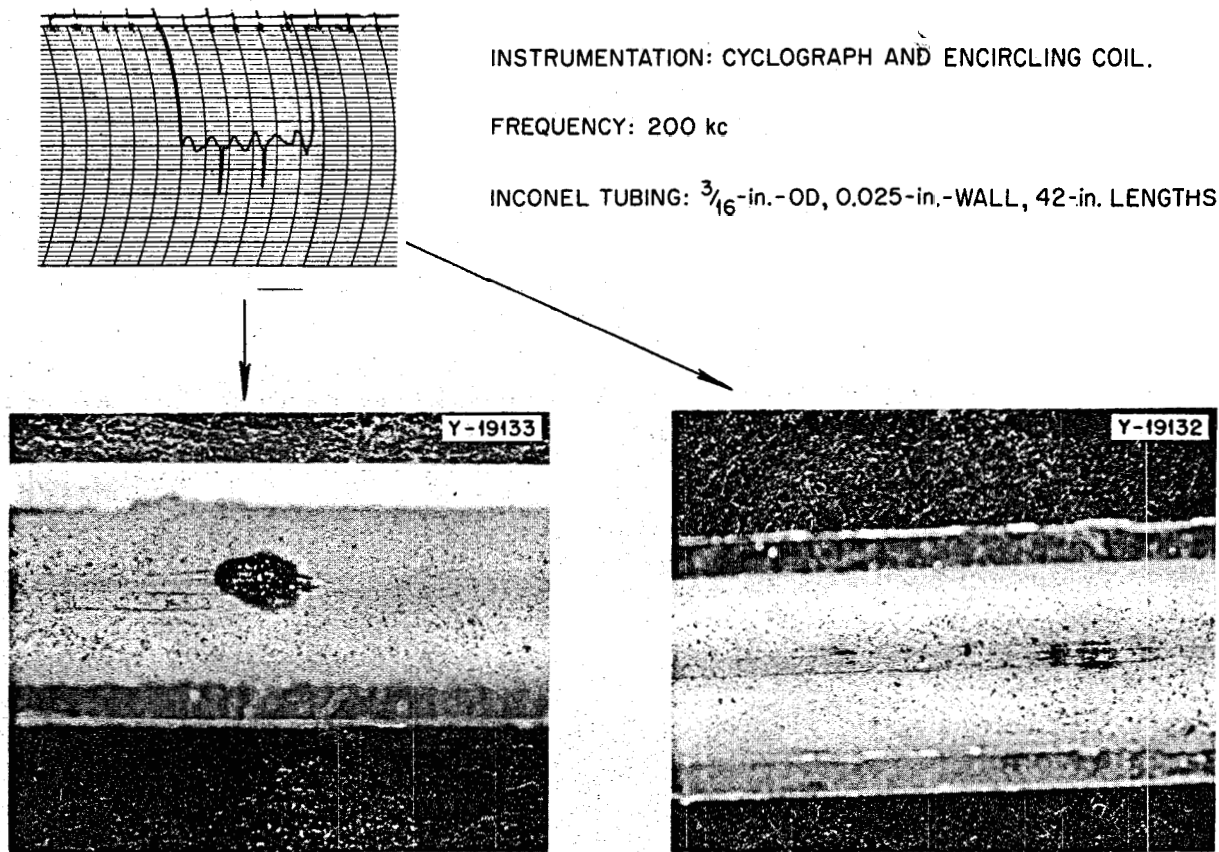 INSTRUMENTATION: CYCLOGRAPH AND ENCIRCLING COIL.
FREQUENCY: 200 kc
INCONEL TUBING: 3/16-in.-OD, 0.025-in.-WALL, 42-in. LENGTHS
Y-19133
Y-19132